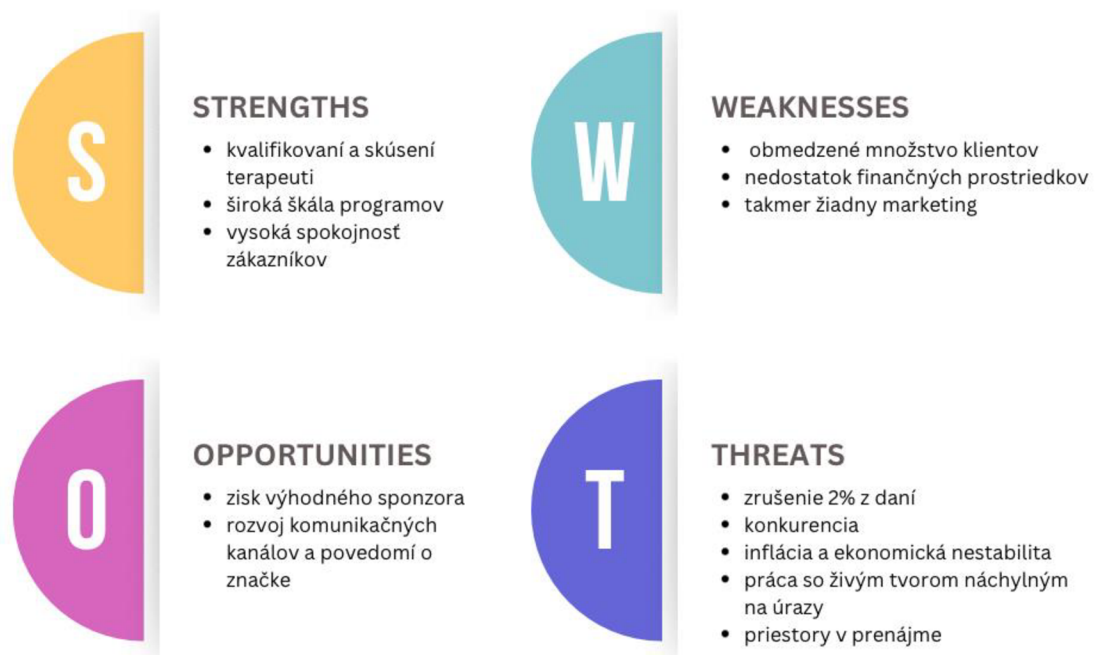 S
STRENGTHS
• kvalifikovaní a skúsení
terapeuti
• široká škála programov
• vysoká spokojnosť
zákazníkov
W
WEAKNESSES
• obmedzené množstvo klientov
• nedostatok finančných prostriedkov
• takmer žiadny marketing
O
OPPORTUNITIES
• zisk výhodného sponzora
• rozvoj komunikačných
kanálov a povedomí o
značke
T
THREATS
• zrušenie 2% z daní
• konkurencia
• inflácia a ekonomická nestabilita
• práca so živým tvorom náchylným
na úrazy
• priestory v prenájme